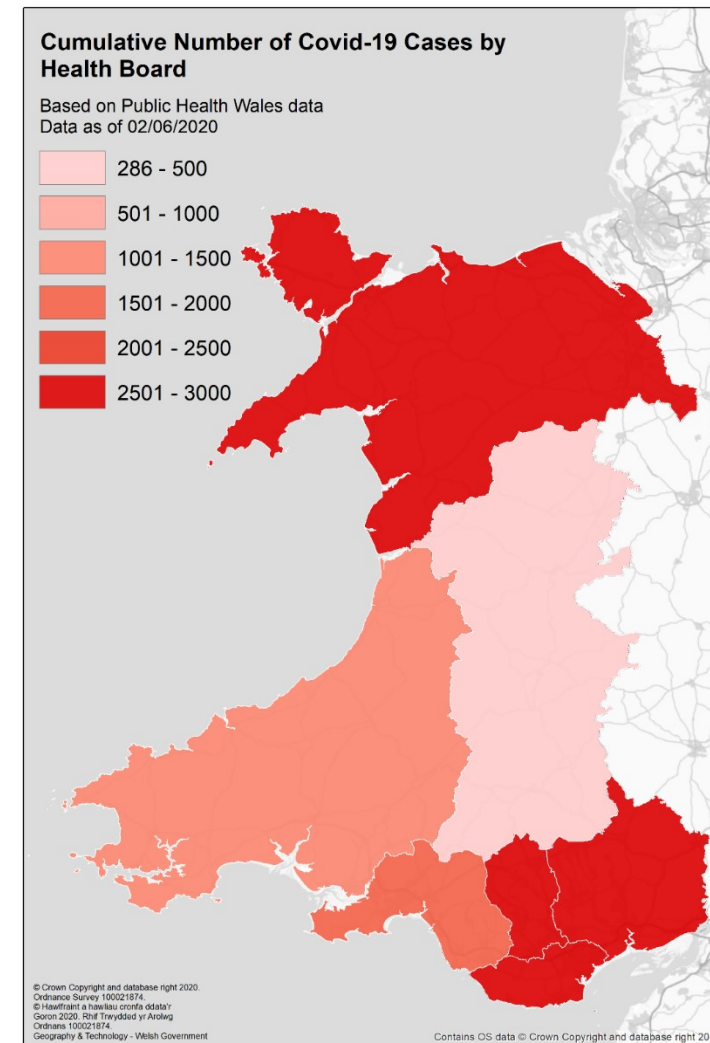 Cumulative Number of Covid-19 Cases by
Health Board
Based on Public Health Wales data
Data as of 02/06/2020
286 - 500
501 - 1000
1001 - 1500
1501 - 2000
2001 - 2500
2501 - 3000
© Crown Copyright and database right 2020.
Ordnance Survey 100021874.
© Hawlfraint a hawliau cronfa ddata'r
Goron 2020. Rhif Trwydded yr Arolwg
Ordnans 100021874.
Geography & Technology - Welsh Government
Contains OS data © Crown Copyright and database right 20